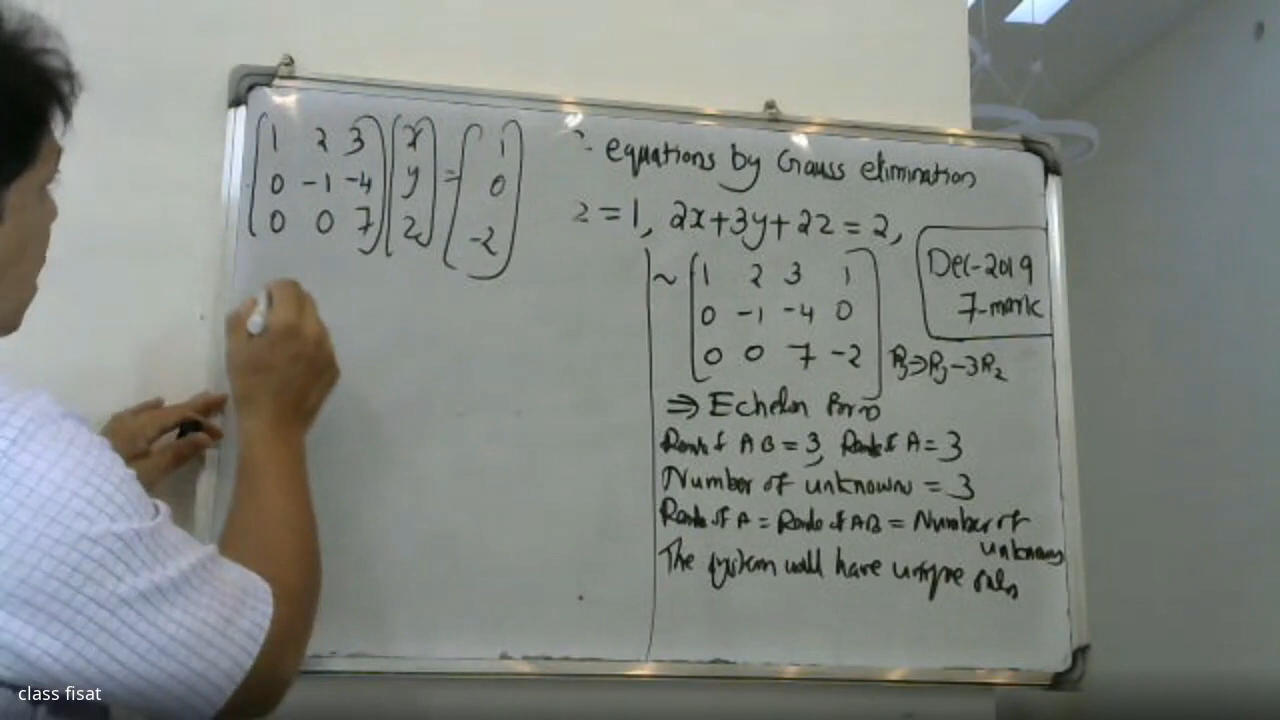 1 2 3 x 1
0 -1 -4 y = 0
0 0 7 z -2
equations by Gauss elimination
z = 1, 2x+3y+2z = 2,
Dec-2019
7-mark
~ 1 2 3 1
0 -1 -4 0
0 0 7 -2 R3→R3-3R2
⇒ Echelon form
Rank of AB = 3, Rank of A = 3
Number of unknown = 3
Rank of A = Rank of AB = Number of
unknowns
The system will have unique
class fisat